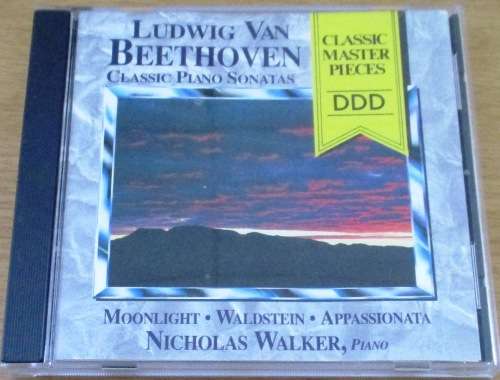 LUDWIG VAN
BEETHOVEN
CLASSIC PIANO SONATAS
CLASSIC
MASTER
PIECES
DDD
MOONLIGHT • WALDSTEIN • APPASSIONATA
NICHOLAS WALKER, PIANO